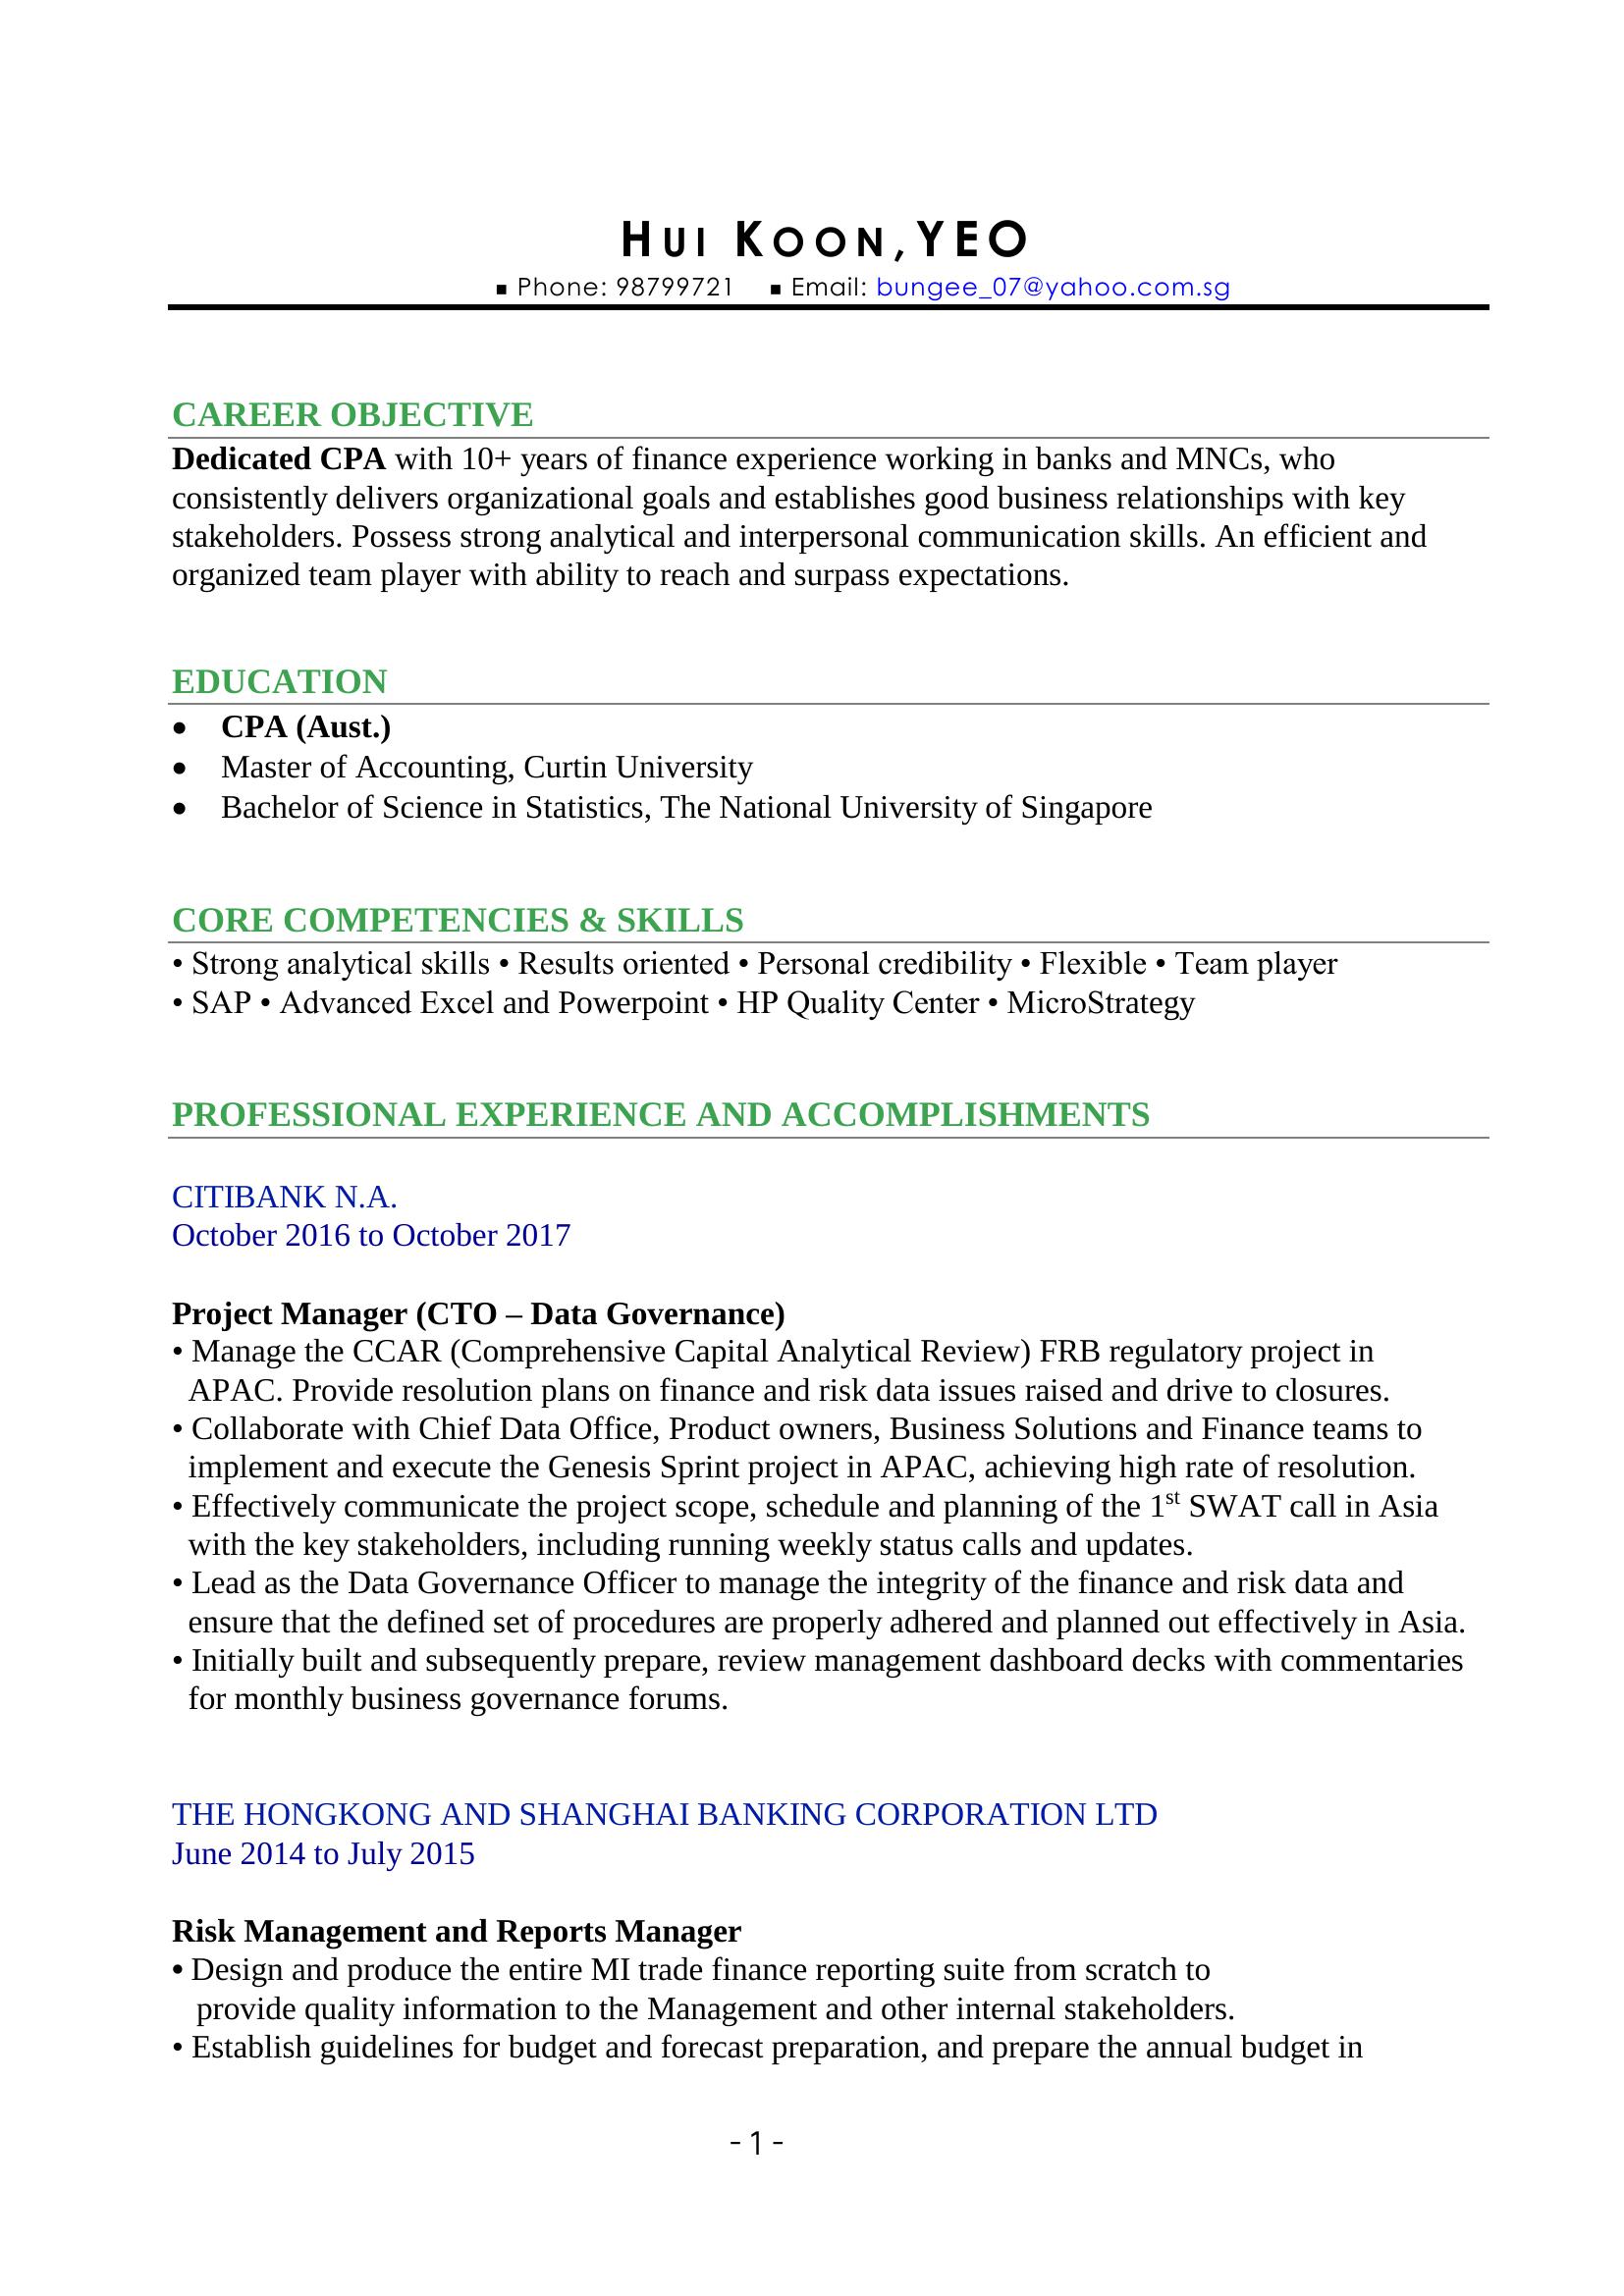 HUI KOON,YEO
▪ Phone: 98799721 ▪ Email: bungee_07@yahoo.com.sg
CAREER OBJECTIVE
Dedicated CPA with 10+ years of finance experience working in banks and MNCs, who
consistently delivers organizational goals and establishes good business relationships with key
stakeholders. Possess strong analytical and interpersonal communication skills. An efficient and
organized team player with ability to reach and surpass expectations.
EDUCATION
• CPA (Aust.)
• Master of Accounting, Curtin University
• Bachelor of Science in Statistics, The National University of Singapore
CORE COMPETENCIES & SKILLS
• Strong analytical skills • Results oriented • Personal credibility • Flexible • Team player
• SAP • Advanced Excel and Powerpoint • HP Quality Center • MicroStrategy
PROFESSIONAL EXPERIENCE AND ACCOMPLISHMENTS
CITIBANK N.A.
October 2016 to October 2017
Project Manager (CTO – Data Governance)
• Manage the CCAR (Comprehensive Capital Analytical Review) FRB regulatory project in
APAC. Provide resolution plans on finance and risk data issues raised and drive to closures.
• Collaborate with Chief Data Office, Product owners, Business Solutions and Finance teams to
implement and execute the Genesis Sprint project in APAC, achieving high rate of resolution.
• Effectively communicate the project scope, schedule and planning of the 1st SWAT call in Asia
with the key stakeholders, including running weekly status calls and updates.
• Lead as the Data Governance Officer to manage the integrity of the finance and risk data and
ensure that the defined set of procedures are properly adhered and planned out effectively in Asia.
• Initially built and subsequently prepare, review management dashboard decks with commentaries
for monthly business governance forums.
THE HONGKONG AND SHANGHAI BANKING CORPORATION LTD
June 2014 to July 2015
Risk Management and Reports Manager
• Design and produce the entire MI trade finance reporting suite from scratch to
provide quality information to the Management and other internal stakeholders.
• Establish guidelines for budget and forecast preparation, and prepare the annual budget in
- 1 -